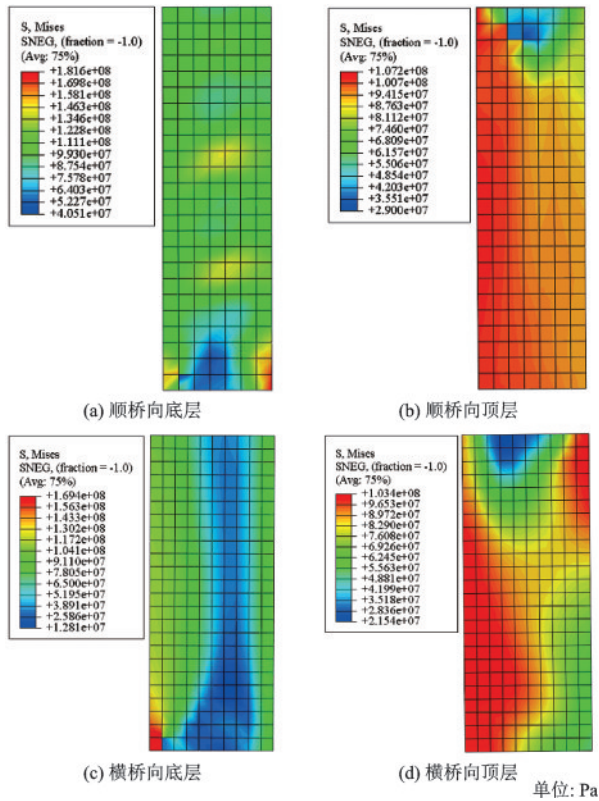 S, Mises
SNEG, (fraction = -1.0)
(Avg: 75%)
+1.816e+08
+1.698e+08
+1.581e+08
+1.463e+08
+1.346e+08
+1.228e+08
+1.111e+08
+9.930e+07
+8.754e+07
+7.578e+07
+6.403e+07
+5.227e+07
+4.051e+07
(a) 顺桥向底层
S, Mises
SNEG, (fraction = -1.0)
(Avg: 75%)
+1.072e+08
+1.007e+08
+9.415e+07
+8.763e+07
+8.112e+07
+7.460e+07
+6.809e+07
+6.157e+07
+5.506e+07
+4.854e+07
+4.203e+07
+3.551e+07
+2.900e+07
(b) 顺桥向顶层
S, Mises
SNEG, (fraction = -1.0)
(Avg: 75%)
+1.694e+08
+1.563e+08
+1.433e+08
+1.302e+08
+1.172e+08
+1.041e+08
+9.110e+07
+7.805e+07
+6.500e+07
+5.195e+07
+3.891e+07
+2.586e+07
+1.281e+07
(c) 横桥向底层
S, Mises
SNEG, (fraction = -1.0)
(Avg: 75%)
+1.034e+08
+9.653e+07
+8.972e+07
+8.290e+07
+7.608e+07
+6.926e+07
+6.245e+07
+5.563e+07
+4.881e+07
+4.199e+07
+3.518e+07
+2.836e+07
+2.154e+07
(d) 横桥向顶层
单位: Pa